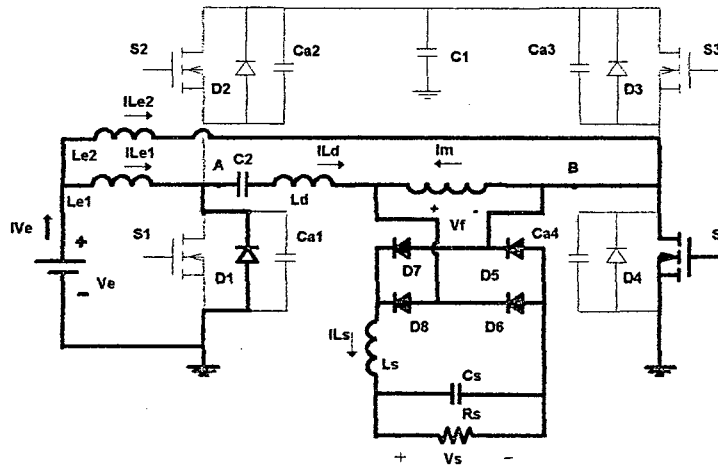 S2
Ca2
C1
Ca3
S3
D2
D3
ILe2
Le2
ILe1
A
C2
ILd
Im
B
Le1
Ld
IVe
+
S1
Ca1
+
Vf
-
Ca4
S
D1
D7
D5
D4
Ve
-
D8
D6
ILs
Ls
Cs
Rs
+
Vs
-